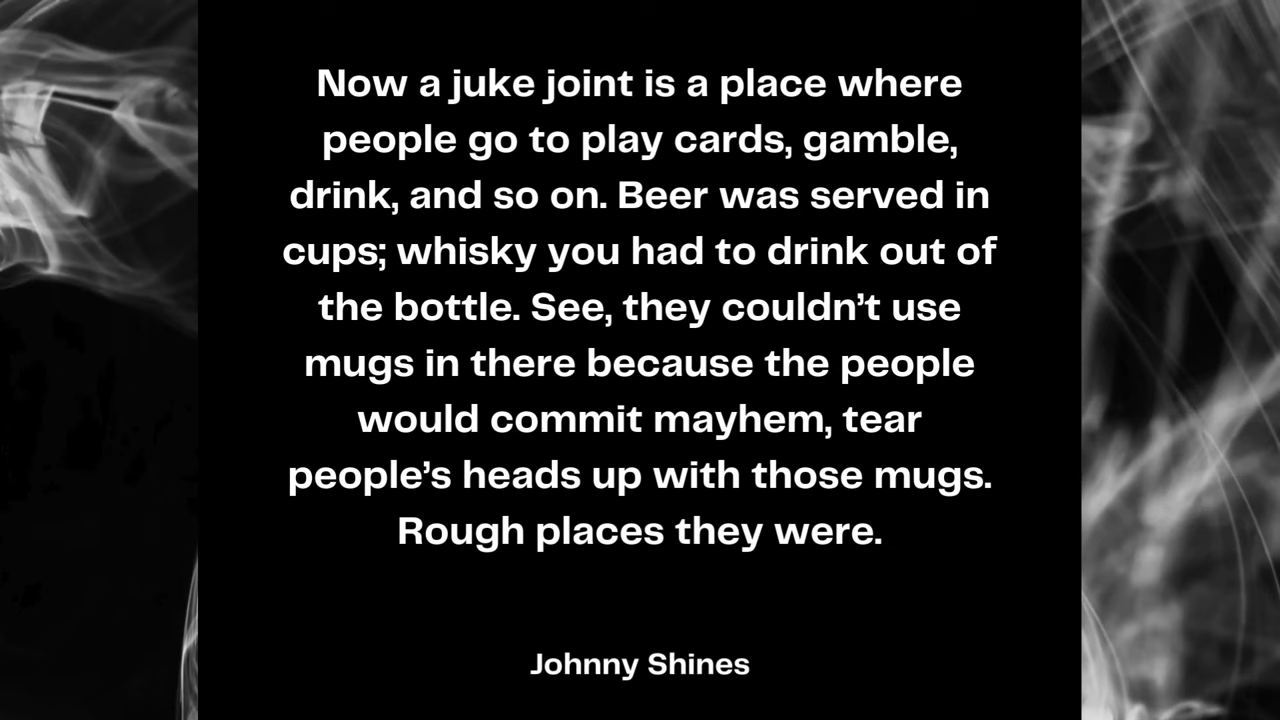 Now a juke joint is a place where
people go to play cards, gamble,
drink, and so on. Beer was served in
cups; whisky you had to drink out of
the bottle. See, they couldn’t use
mugs in there because the people
would commit mayhem, tear
people’s heads up with those mugs.
Rough places they were.
Johnny Shines